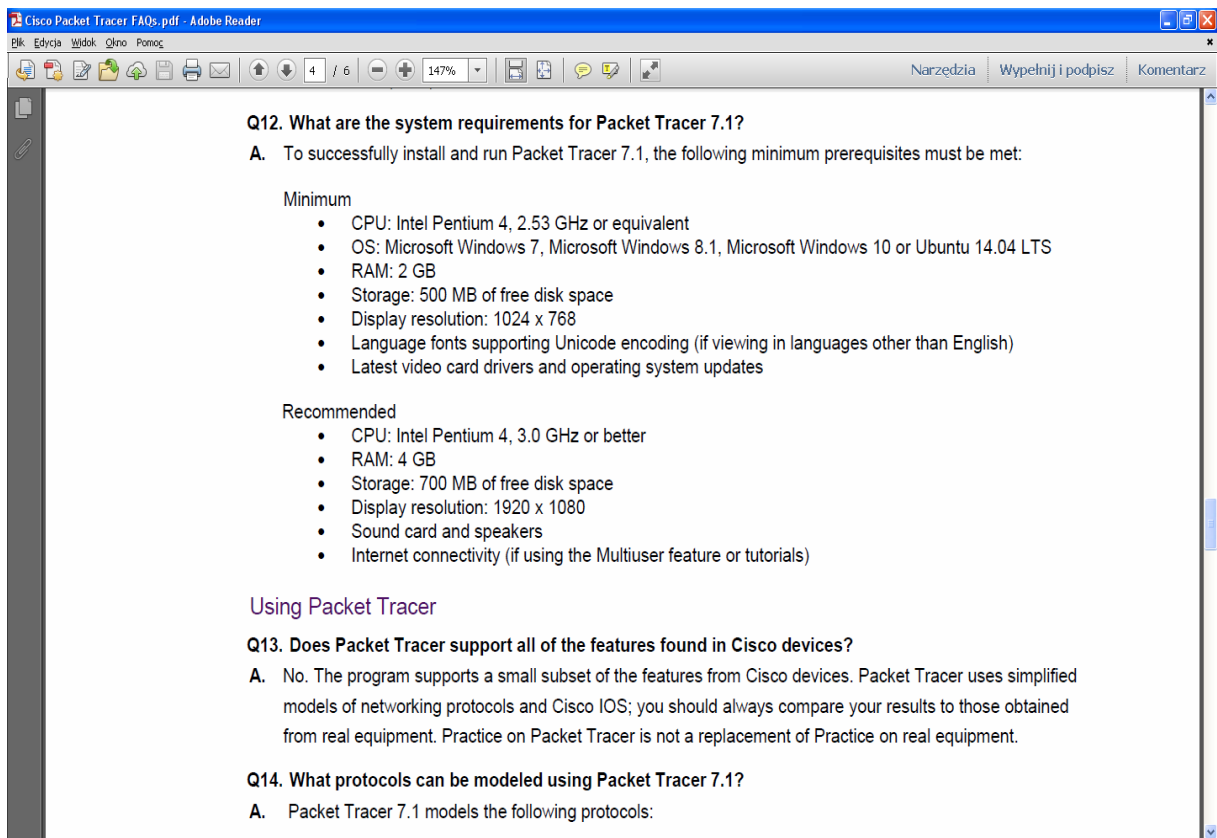 Cisco Packet Tracer FAQs.pdf - Adobe Reader
Plik Edycja Widok Okno Pomoc
4 / 6 147% Narzędzia Wypełnij i podpisz Komentarz
Q12. What are the system requirements for Packet Tracer 7.1?
A. To successfully install and run Packet Tracer 7.1, the following minimum prerequisites must be met:
Minimum
• CPU: Intel Pentium 4, 2.53 GHz or equivalent
• OS: Microsoft Windows 7, Microsoft Windows 8.1, Microsoft Windows 10 or Ubuntu 14.04 LTS
• RAM: 2 GB
• Storage: 500 MB of free disk space
• Display resolution: 1024 x 768
• Language fonts supporting Unicode encoding (if viewing in languages other than English)
• Latest video card drivers and operating system updates
Recommended
• CPU: Intel Pentium 4, 3.0 GHz or better
• RAM: 4 GB
• Storage: 700 MB of free disk space
• Display resolution: 1920 x 1080
• Sound card and speakers
• Internet connectivity (if using the Multiuser feature or tutorials)
Using Packet Tracer
Q13. Does Packet Tracer support all of the features found in Cisco devices?
A. No. The program supports a small subset of the features from Cisco devices. Packet Tracer uses simplified
models of networking protocols and Cisco IOS; you should always compare your results to those obtained
from real equipment. Practice on Packet Tracer is not a replacement of Practice on real equipment.
Q14. What protocols can be modeled using Packet Tracer 7.1?
A. Packet Tracer 7.1 models the following protocols: